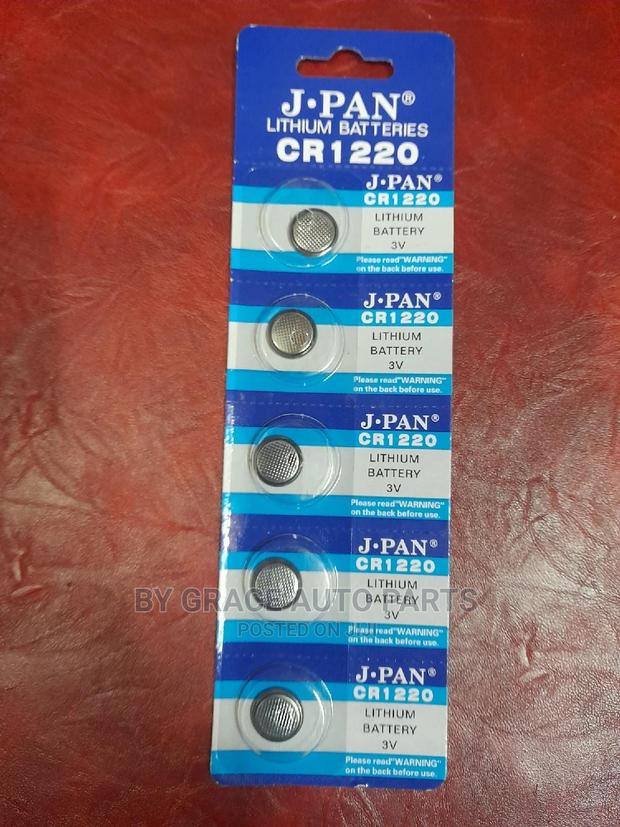 J·PAN®
LITHIUM BATTERIES
CR1220
J·PAN®
CR1220
LITHIUM
BATTERY
3V
Please read"WARNING"
on the back before use.
J·PAN®
CR1220
LITHIUM
BATTERY
3V
Please read"WARNING"
on the back before use.
J·PAN®
CR1220
LITHIUM
BATTERY
3V
Please read"WARNING"
on the back before use.
J·PAN®
CR1220
LITHIUM
BATTERY
BY GRACE AUTO PARTS
3V
POSTED ON
Please read"WARNING"
on the back before use.
J·PAN®
CR1220
LITHIUM
BATTERY
3V
Please read"WARNING"
on the back before use.